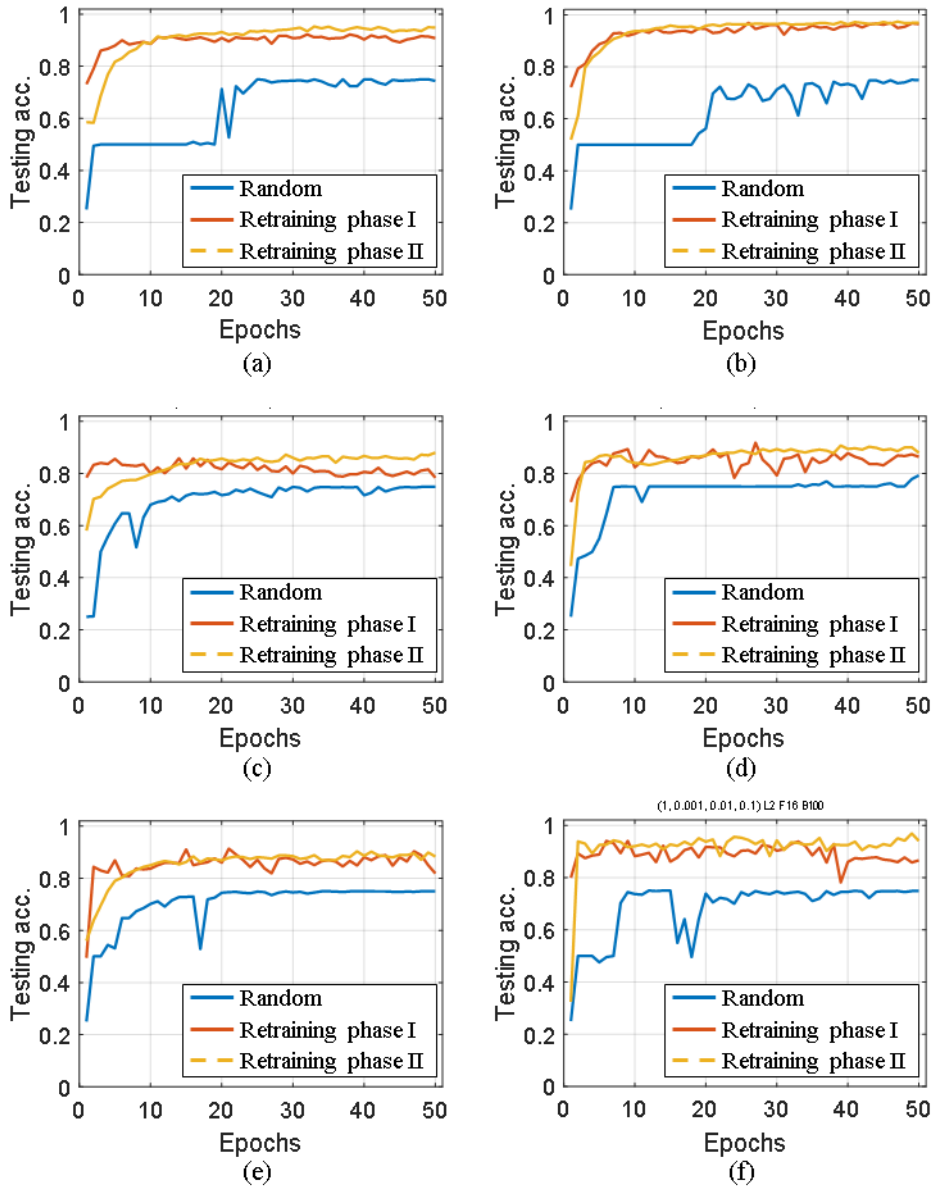 1
0.8
0.6
0.4
0.2
0
Testing acc.
Random
Retraining phase I
Retraining phase II
0 10 20 30 40 50
Epochs
(a)
1
0.8
0.6
0.4
0.2
0
Testing acc.
Random
Retraining phase I
Retraining phase II
0 10 20 30 40 50
Epochs
(b)
1
0.8
0.6
0.4
0.2
0
Testing acc.
Random
Retraining phase I
Retraining phase II
0 10 20 30 40 50
Epochs
(c)
1
0.8
0.6
0.4
0.2
0
Testing acc.
Random
Retraining phase I
Retraining phase II
0 10 20 30 40 50
Epochs
(d)
1
0.8
0.6
0.4
0.2
0
Testing acc.
Random
Retraining phase I
Retraining phase II
0 10 20 30 40 50
Epochs
(e)
(1, 0.001, 0.01, 0.1) L2 F16 B100
1
0.8
0.6
0.4
0.2
0
Testing acc.
Random
Retraining phase I
Retraining phase II
0 10 20 30 40 50
Epochs
(f)